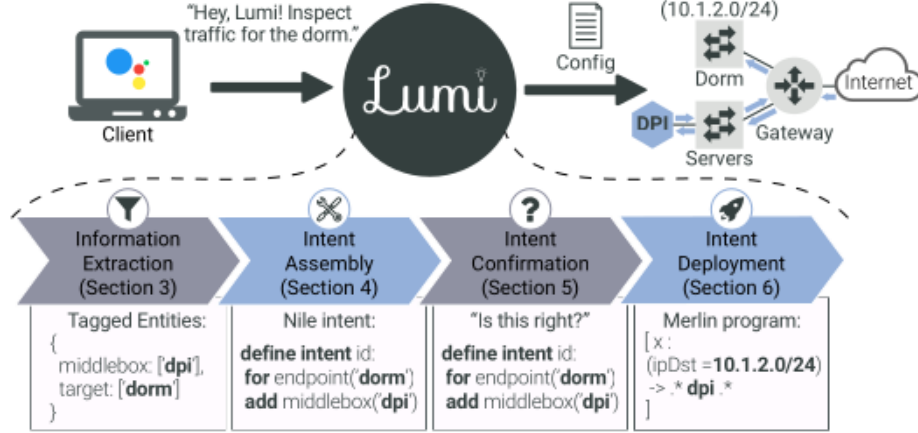 "Hey, Lumi! Inspect
traffic for the dorm."
Client
Lumi
Config
(10.1.2.0/24)
Dorm
Internet
DPI
Gateway
Servers
Information
Extraction
(Section 3)
Intent
Assembly
(Section 4)
Intent
Confirmation
(Section 5)
Intent
Deployment
(Section 6)
Tagged Entities:
{
middlebox: ['dpi'],
target: ['dorm']
}
Nile intent:
define intent id:
for endpoint('dorm')
add middlebox('dpi')
"Is this right?"
define intent id:
for endpoint('dorm')
add middlebox('dpi')
Merlin program:
[ x :
(ipDst =10.1.2.0/24)
-> .* dpi .*
]